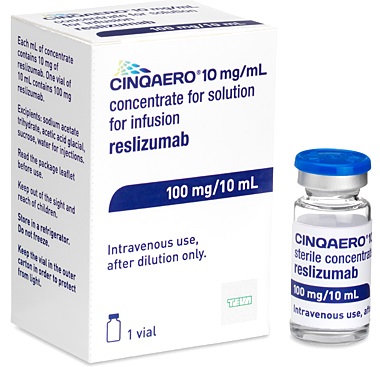 Each mL of concentrate
contains 10 mg of
reslizumab. One vial of
10 mL contains 100 mg
reslizumab.
Excipients: sodium acetate
trihydrate, acetic acid glacial,
sucrose, water for injections.
Read the package leaflet
before use.
Keep out of the sight and
reach of children.
Store in a refrigerator.
Do not freeze.
Keep the vial in the outer
carton in order to protect
from light.
CINQAERO® 10 mg/mL
concentrate for solution
for infusion
reslizumab
100 mg/10 mL
Intravenous use,
after dilution only.
TEVA
1 vial
CINQAERO® 10
sterile concentra
reslizumab
100 mg/10 mL
Intravenous use, a